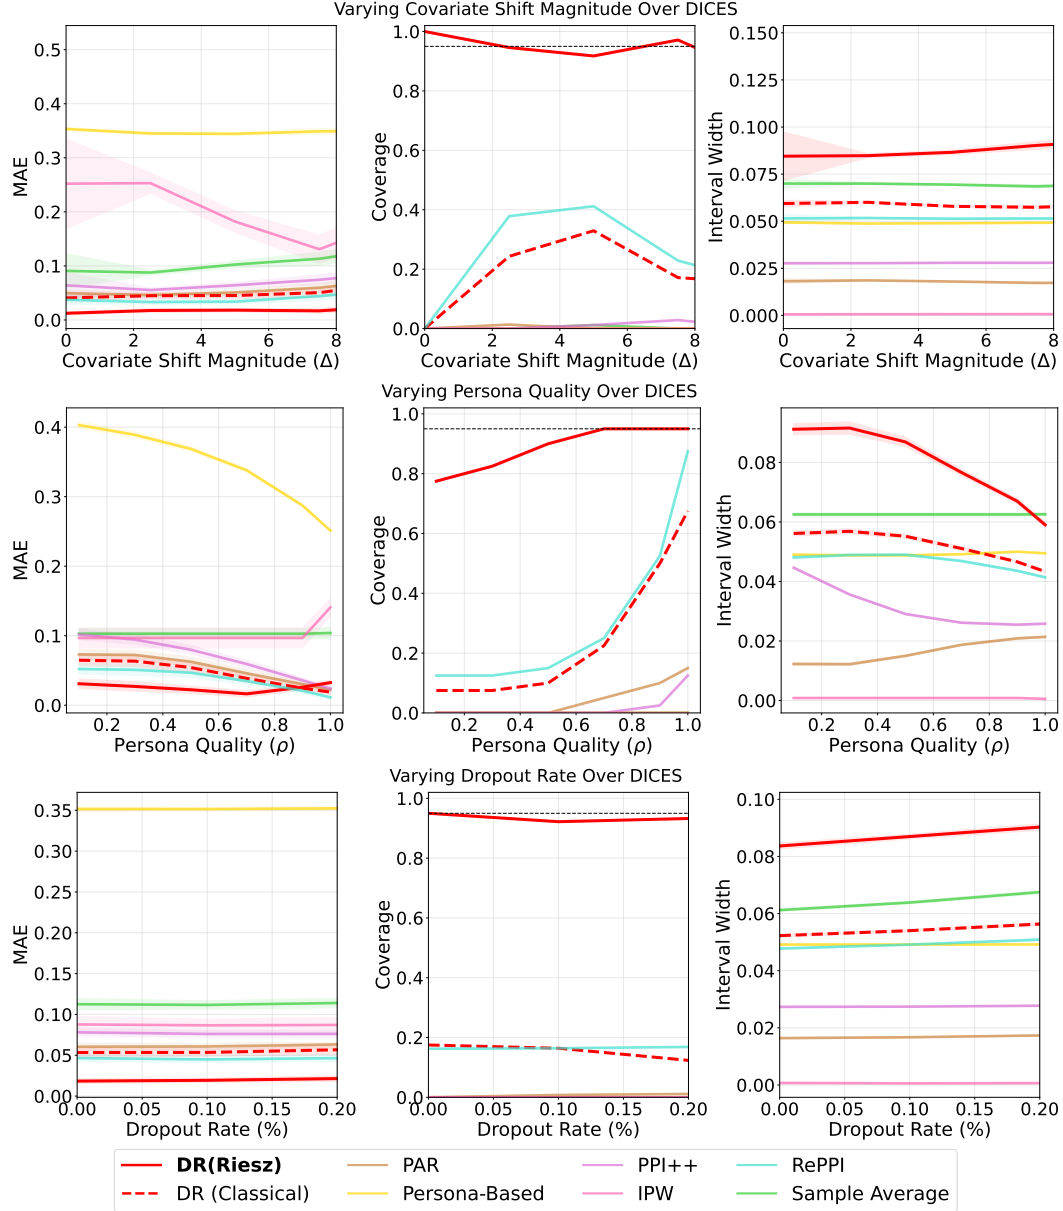 Varying Covariate Shift Magnitude Over DICES
MAE
0.5
0.4
0.3
0.2
0.1
0.0
0 2 4 6 8
Covariate Shift Magnitude (Δ)
Coverage
1.0
0.8
0.6
0.4
0.2
0.0
0 2 4 6 8
Covariate Shift Magnitude (Δ)
Interval Width
0.150
0.125
0.100
0.075
0.050
0.025
0.000
0 2 4 6 8
Covariate Shift Magnitude (Δ)
Varying Persona Quality Over DICES
MAE
0.4
0.3
0.2
0.1
0.0
0.2 0.4 0.6 0.8 1.0
Persona Quality (ρ)
Coverage
1.0
0.8
0.6
0.4
0.2
0.0
0.2 0.4 0.6 0.8 1.0
Persona Quality (ρ)
Interval Width
0.08
0.06
0.04
0.02
0.00
0.2 0.4 0.6 0.8 1.0
Persona Quality (ρ)
Varying Dropout Rate Over DICES
MAE
0.35
0.30
0.25
0.20
0.15
0.10
0.05
0.00
0.00 0.05 0.10 0.15 0.20
Dropout Rate (%)
Coverage
1.0
0.8
0.6
0.4
0.2
0.0
0.00 0.05 0.10 0.15 0.20
Dropout Rate (%)
Interval Width
0.10
0.08
0.06
0.04
0.02
0.00
0.00 0.05 0.10 0.15 0.20
Dropout Rate (%)
DR(Riesz) PAR PPI++ RePPI
DR (Classical) Persona-Based IPW Sample Average